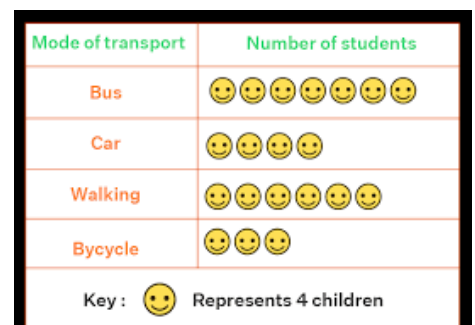 Mode of transport Number of students
Bus
Car
Walking
Bycycle
Key : Represents 4 children